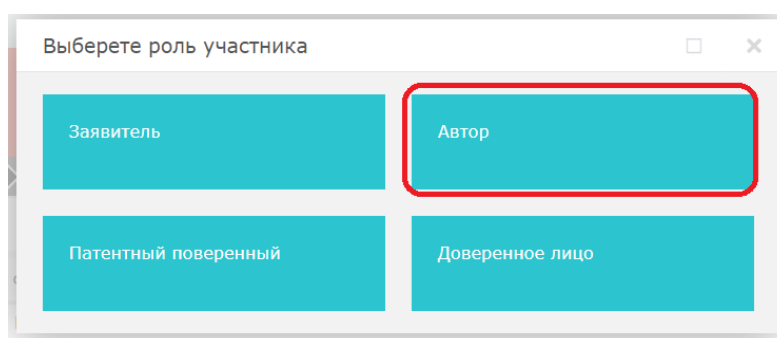 Выберете роль участника
Заявитель
Автор
Патентный поверенный
Доверенное лицо